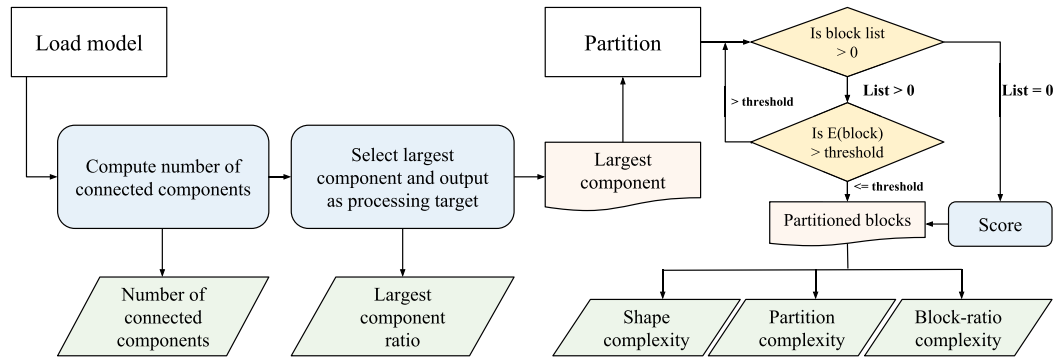 Load model
Compute number of
connected components
Number of
connected
components
Select largest
component and output
as processing target
Largest
component
ratio
Largest
component
Partition
Is block list
> 0
List > 0
List = 0
> threshold
Is E(block)
> threshold
<= threshold
Partitioned blocks
Score
Shape
complexity
Partition
complexity
Block-ratio
complexity